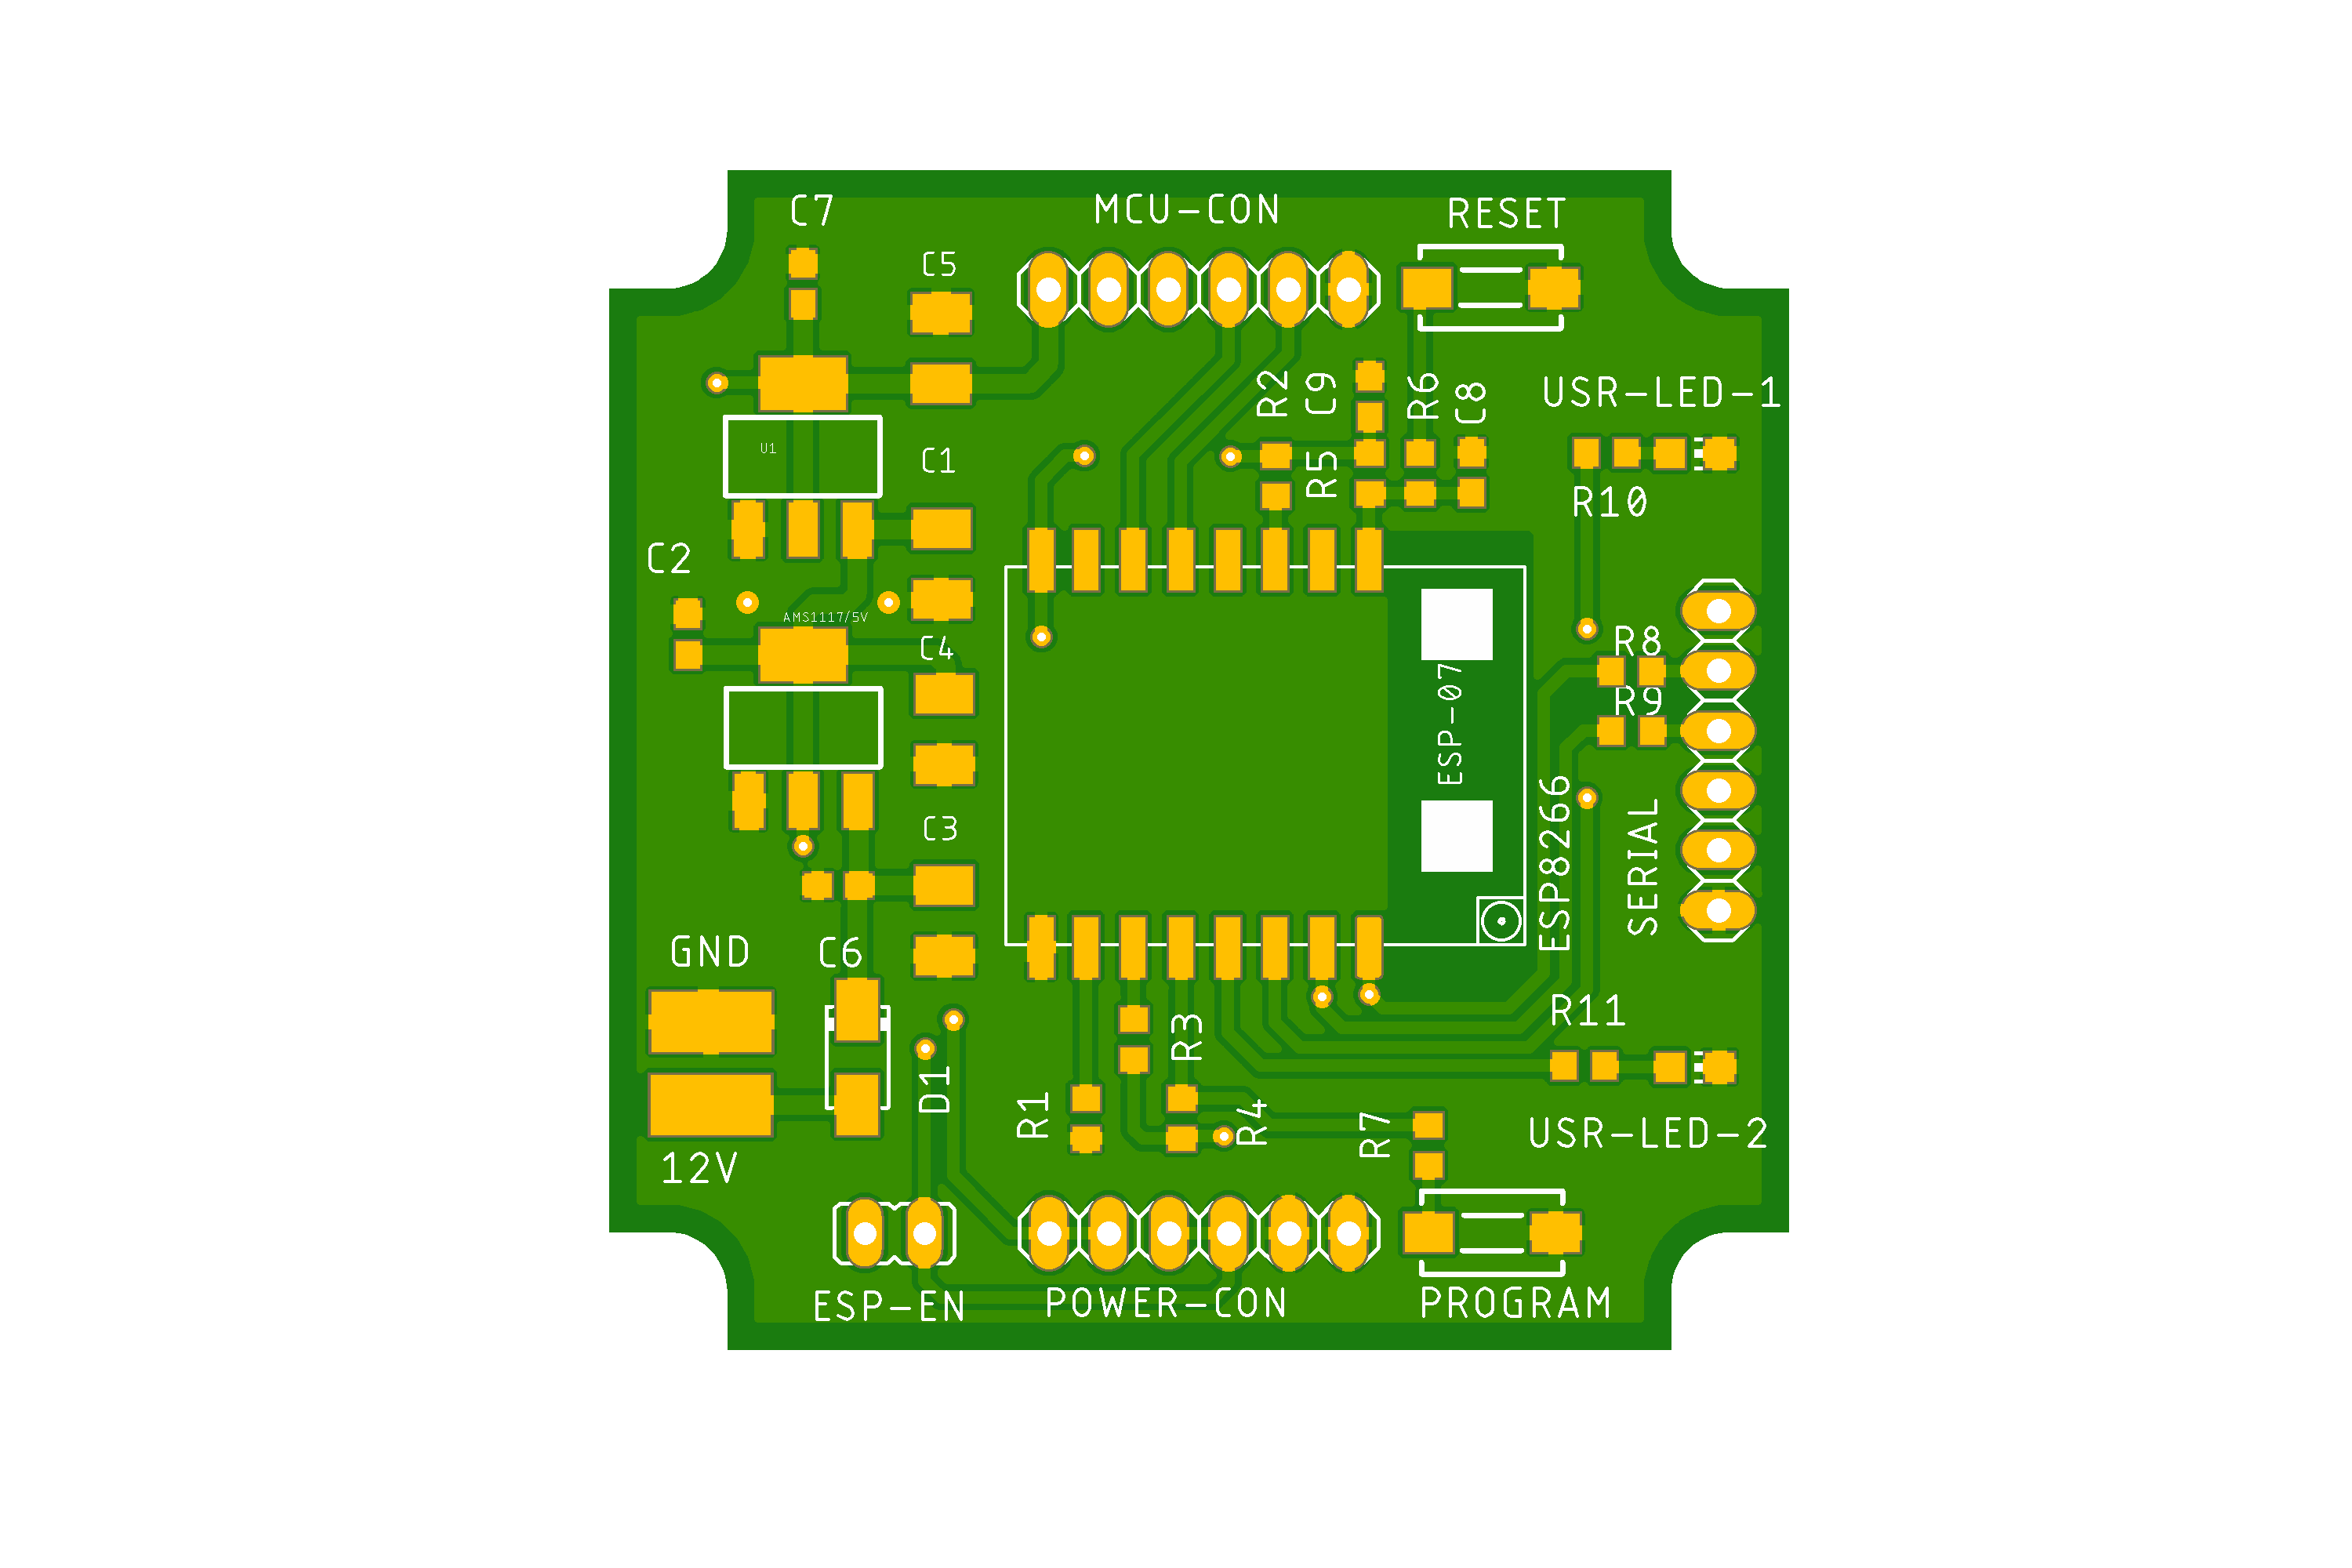 C7
MCU-CON
RESET
C5
R2
C9
R6
C8
USR-LED-1
U1
C1
R5
R10
C2
AMS1117/5V
C4
R8
ESP-07
R9
C3
ESP8266
SERIAL
GND
C6
R11
R3
D1
R1
R4
R7
USR-LED-2
12V
ESP-EN
POWER-CON
PROGRAM